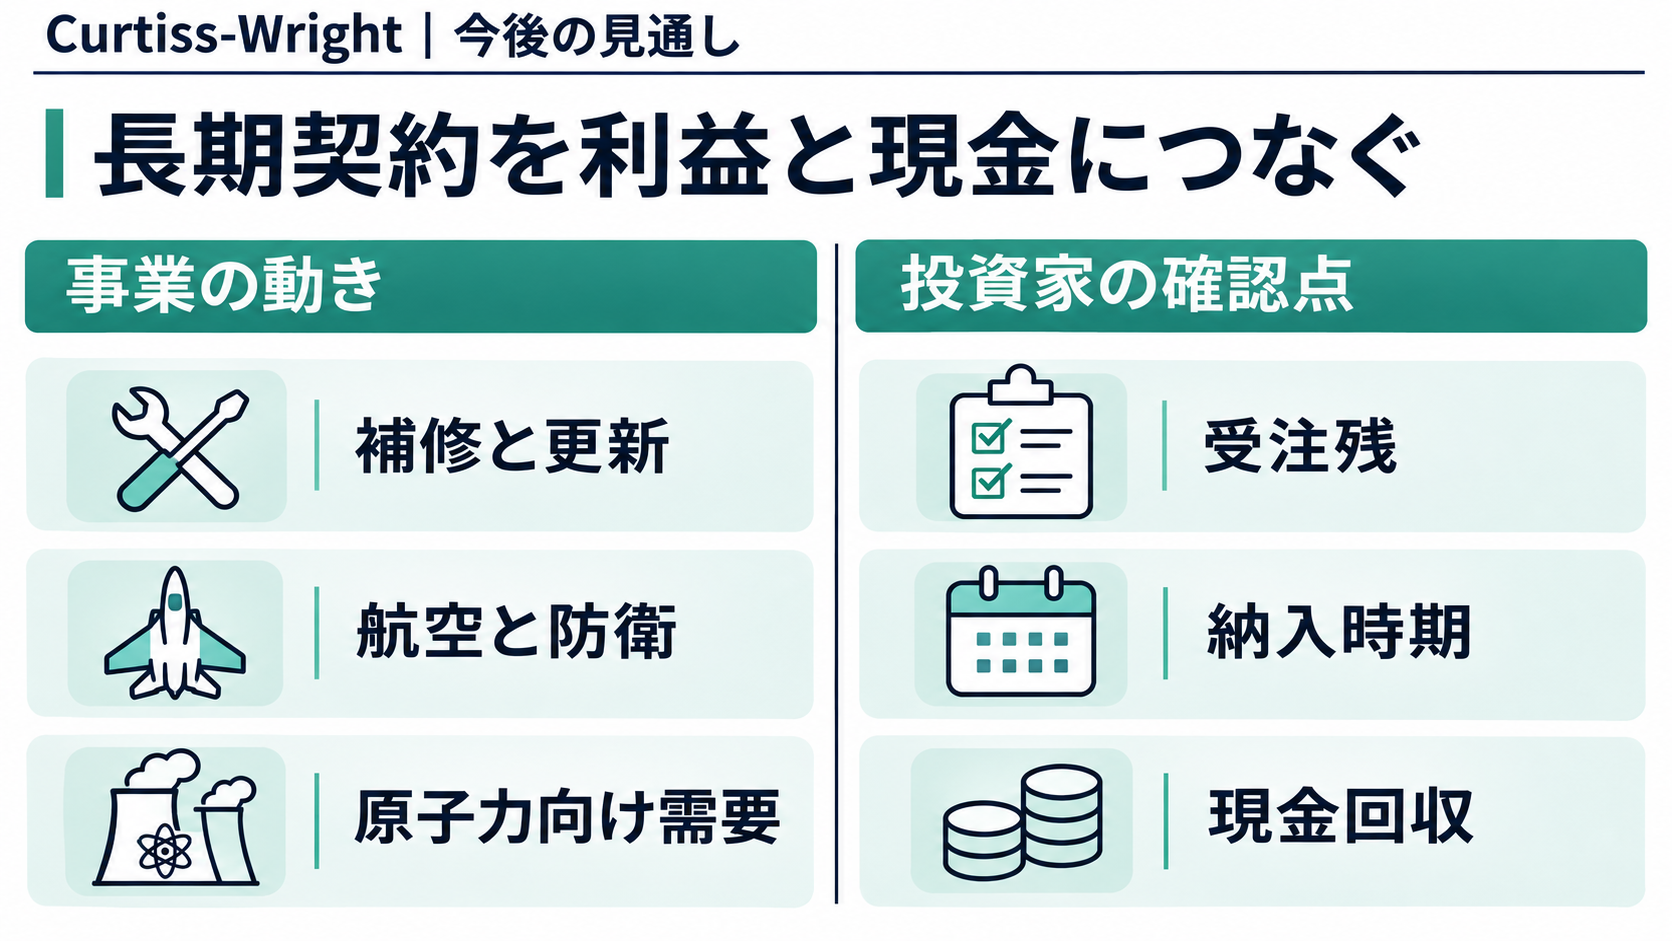 Curtiss-Wright｜今後の見通し
長期契約を利益と現金につなぐ
事業の動き
補修と更新
航空と防衛
原子力向け需要
投資家の確認点
受注残
納入時期
現金回収